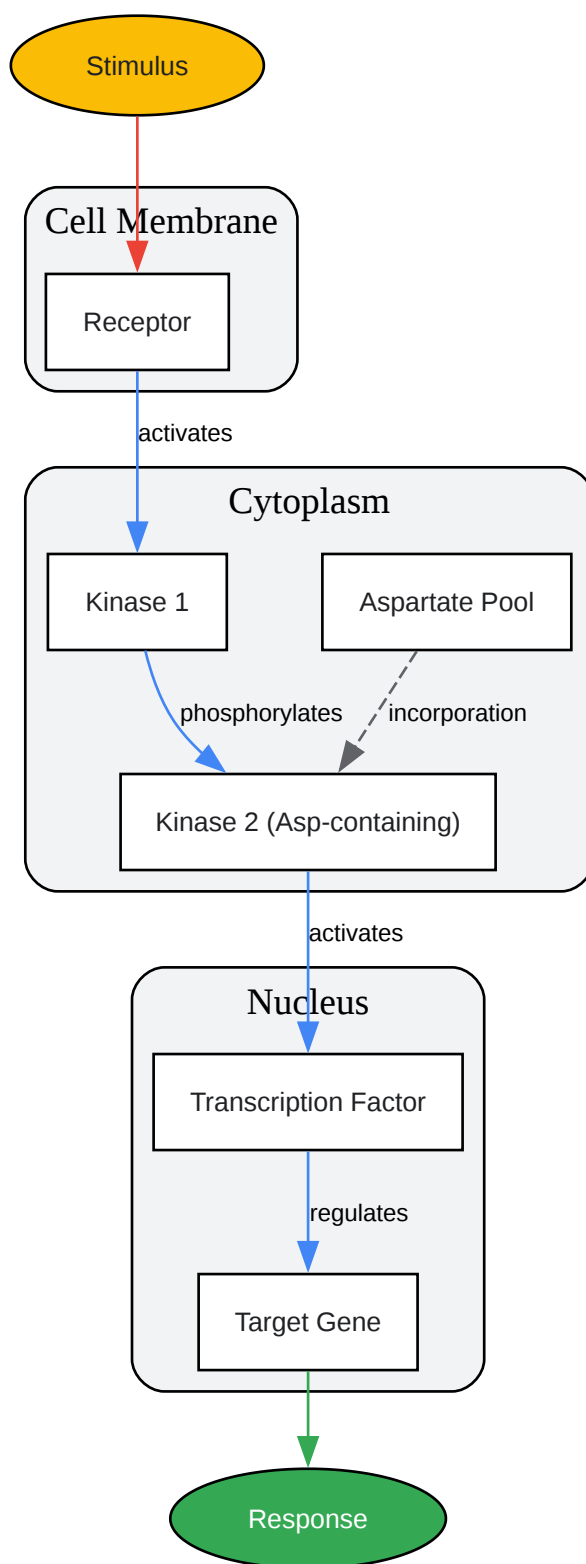 Stimulus
Cell Membrane
Receptor
activates
Cytoplasm
Kinase 1
Aspartate Pool
phosphorylates
incorporation
Kinase 2 (Asp-containing)
activates
Nucleus
Transcription Factor
regulates
Target Gene
Response